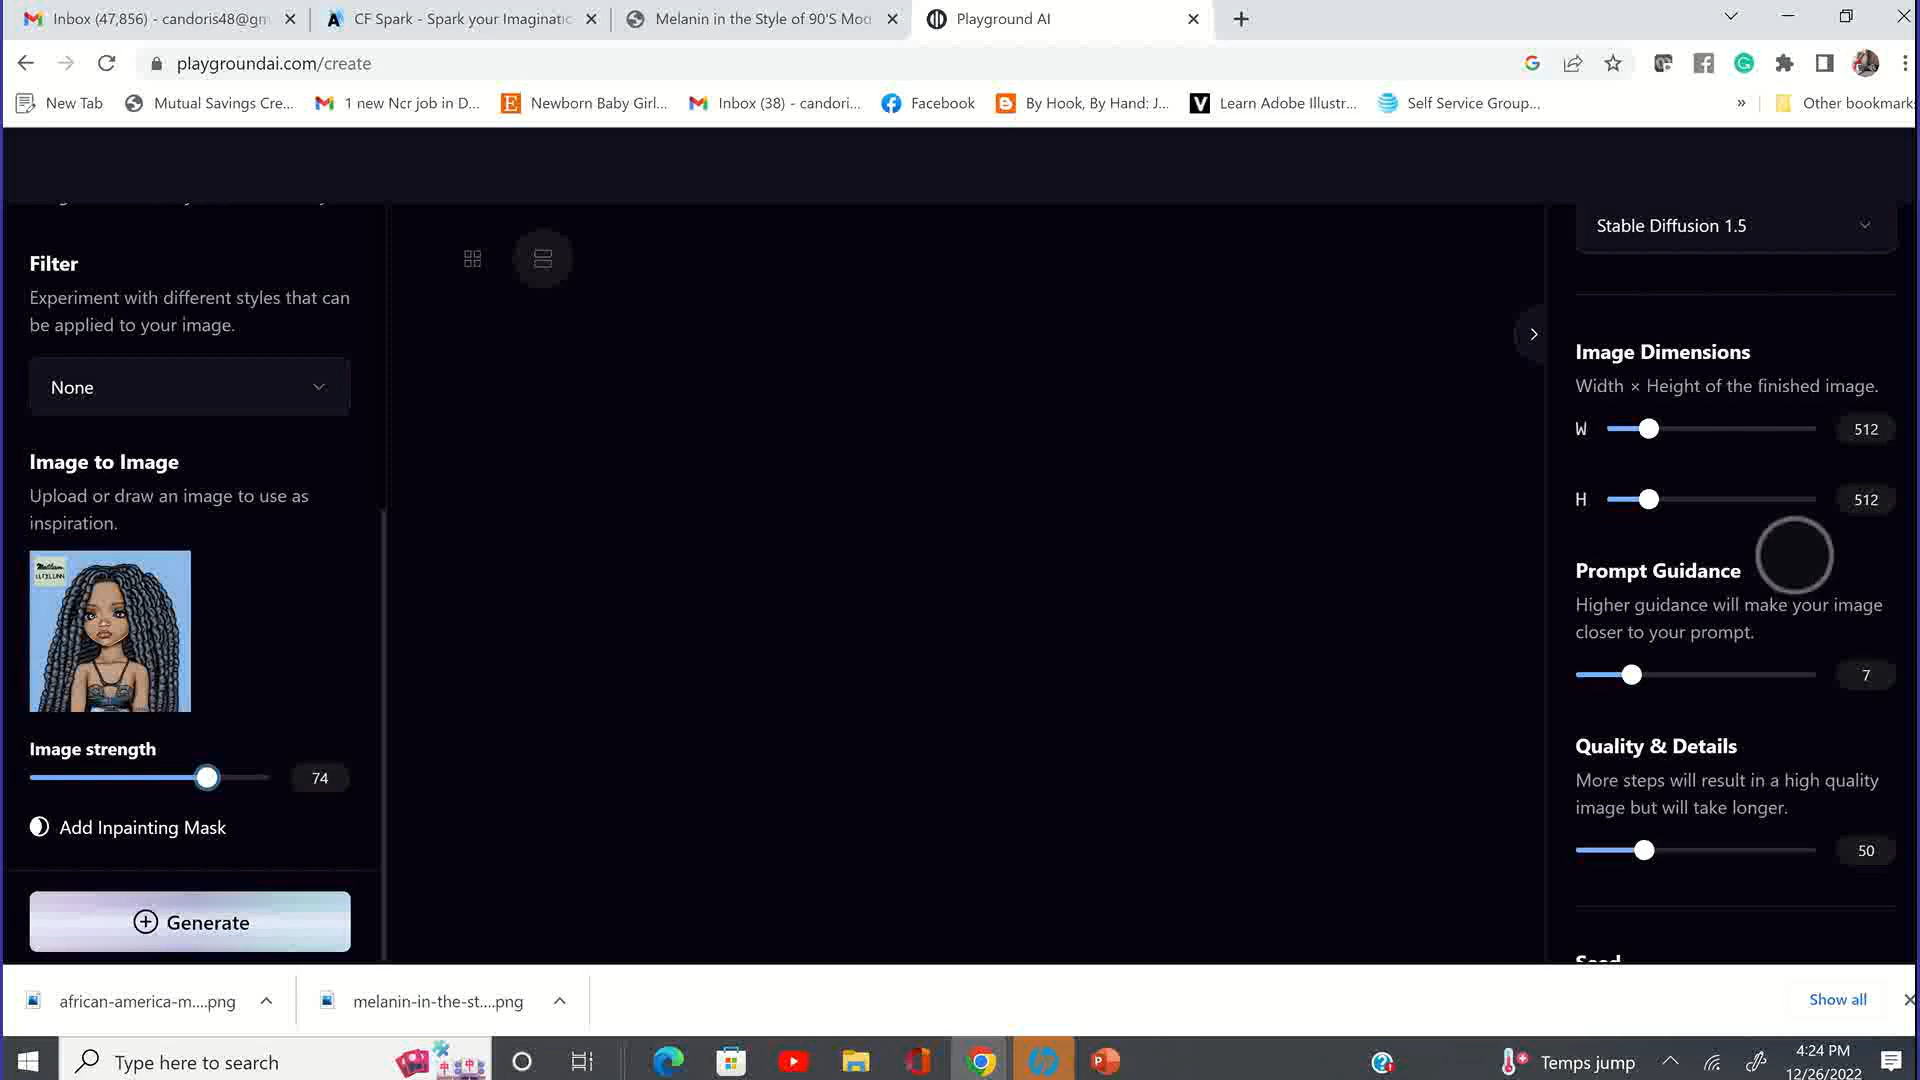 Inbox (47,856) - candoris48@gm
CF Spark - Spark your Imaginatic
Melanin in the Style of 90'S Mod
Playground AI
playgroundai.com/create
New Tab
Mutual Savings Cre...
1 new Ncr job in D...
Newborn Baby Girl...
Inbox (38) - candori...
Facebook
By Hook, By Hand: J...
Learn Adobe Illustr...
Self Service Group...
»
Other bookmarks
Filter
Experiment with different styles that can
be applied to your image.
None
Image to Image
Upload or draw an image to use as
inspiration.
Image strength
74
Add Inpainting Mask
Generate
Stable Diffusion 1.5
Image Dimensions
Width × Height of the finished image.
W
512
H
512
Prompt Guidance
Higher guidance will make your image
closer to your prompt.
7
Quality & Details
More steps will result in a high quality
image but will take longer.
50
Seed
african-america-m....png
melanin-in-the-st....png
Show all
Type here to search
Temps jump
4:24 PM
12/26/2022